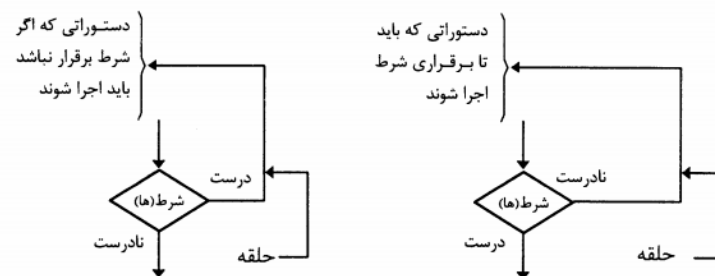 دستوراتی که باید
تا برقراری شرط
اجرا شوند
نادرست
شرط(ها)
درست
حلقه
دستوراتی که اگر
شرط برقرار نباشد
باید اجرا شوند
درست
شرط(ها)
نادرست
حلقه